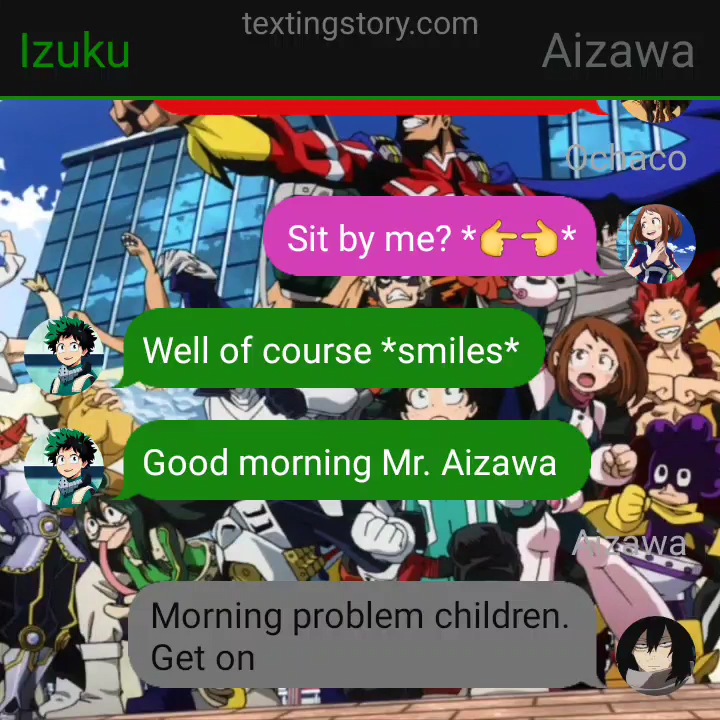 textingstory.com
Izuku
Aizawa
Ochaco
Sit by me? *👉👈*
Well of course *smiles*
Good morning Mr. Aizawa
Aizawa
Morning problem children.
Get on